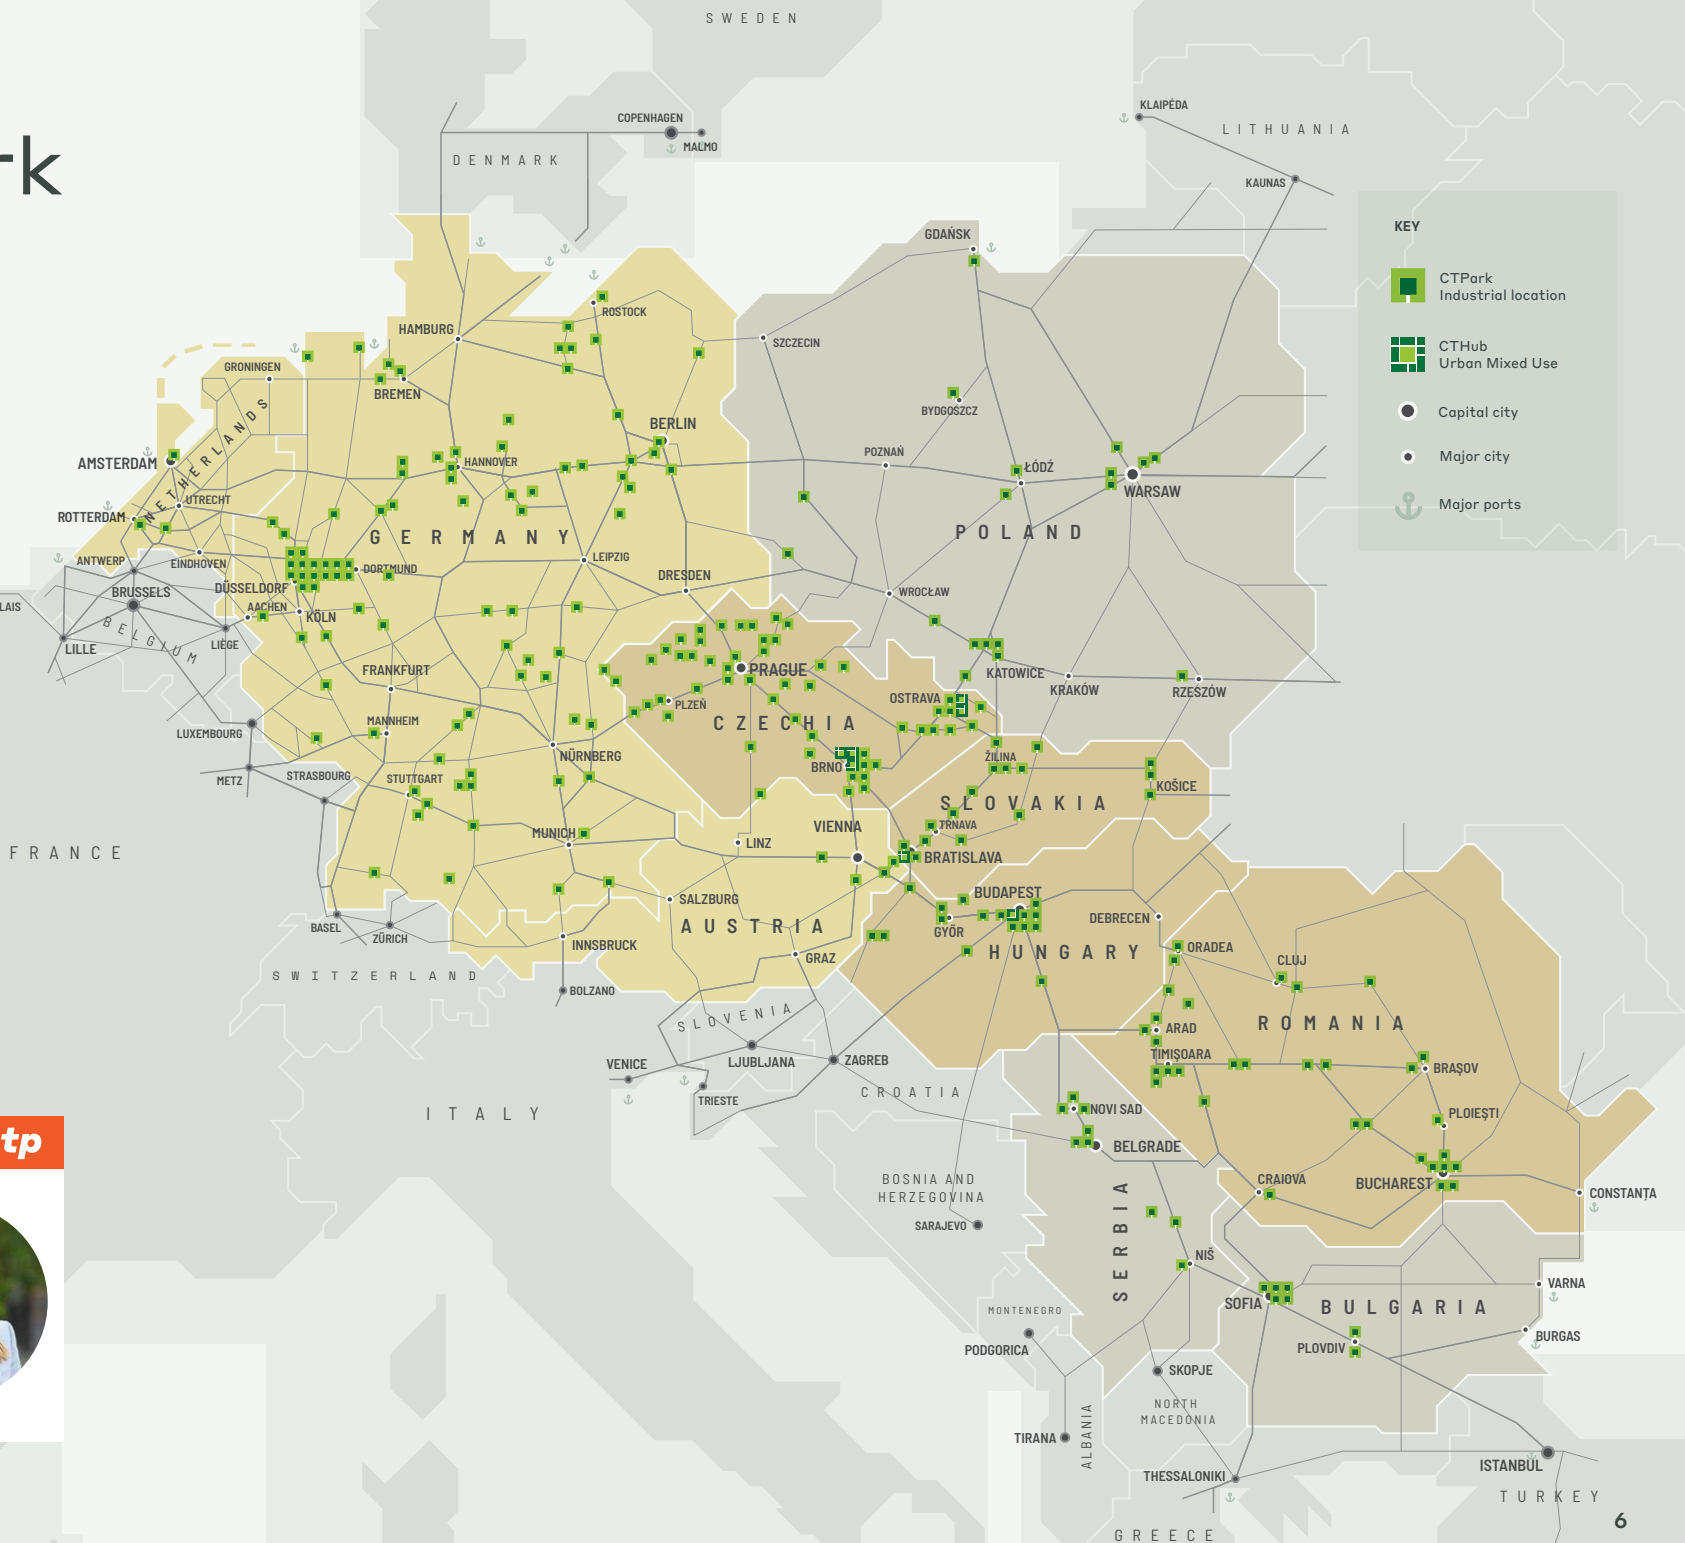 SWEDEN
KLAIPĖDA
COPENHAGEN
MALMO
LITHUANIA
DENMARK
rk
KAUNAS
KEY
GDAŃSK
CTPark
Industrial location
ROSTOCK
HAMBURG
SZCZECIN
CTHub
Urban Mixed Use
GRONINGEN
BREMEN
BYDGOSZCZ
Capital city
BERLIN
POZNAŃ
AMSTERDAM
HANNOVER
ŁÓDŹ
Major city
NETHERLANDS
UTRECHT
WARSAW
Major ports
ROTTERDAM
GERMANY
POLAND
ANTWERP
EINDHOVEN
LEIPZIG
DORTMUND
DRESDEN
BRUSSELS
DÜSSELDORF
WROCŁAW
LAIS
AACHEN
KÖLN
BELGIUM
LIÈGE
LILLE
FRANKFURT
PRAGUE
KATOWICE
KRAKÓW
RZESZÓW
OSTRAVA
PLZEŇ
LUXEMBOURG
MANNHEIM
CZECHIA
NÜRNBERG
ŽILINA
METZ
STRASBOURG
STUTTGART
BRNO
KOŠICE
SLOVAKIA
VIENNA
TRNAVA
MUNICH
LINZ
FRANCE
BRATISLAVA
BUDAPEST
SALZBURG
DEBRECEN
BASEL
ZÜRICH
AUSTRIA
GYÖR
INNSBRUCK
HUNGARY
ORADEA
GRAZ
CLUJ
SWITZERLAND
BOLZANO
SLOVENIA
ROMANIA
ARAD
TIMIŞOARA
VENICE
LJUBLJANA
ZAGREB
BRAŞOV
TRIESTE
CROATIA
ITALY
NOVI SAD
PLOIEŞTI
tp
BELGRADE
BOSNIA AND
HERZEGOVINA
CRAIOVA
BUCHAREST
CONSTANȚA
SARAJEVO
SERBIA
NIŠ
VARNA
SOFIA
BULGARIA
MONTENEGRO
BURGAS
PODGORICA
PLOVDIV
SKOPJE
NORTH
MACEDONIA
TIRANA
ALBANIA
THESSALONIKI
ISTANBUL
TURKEY
GREECE
6